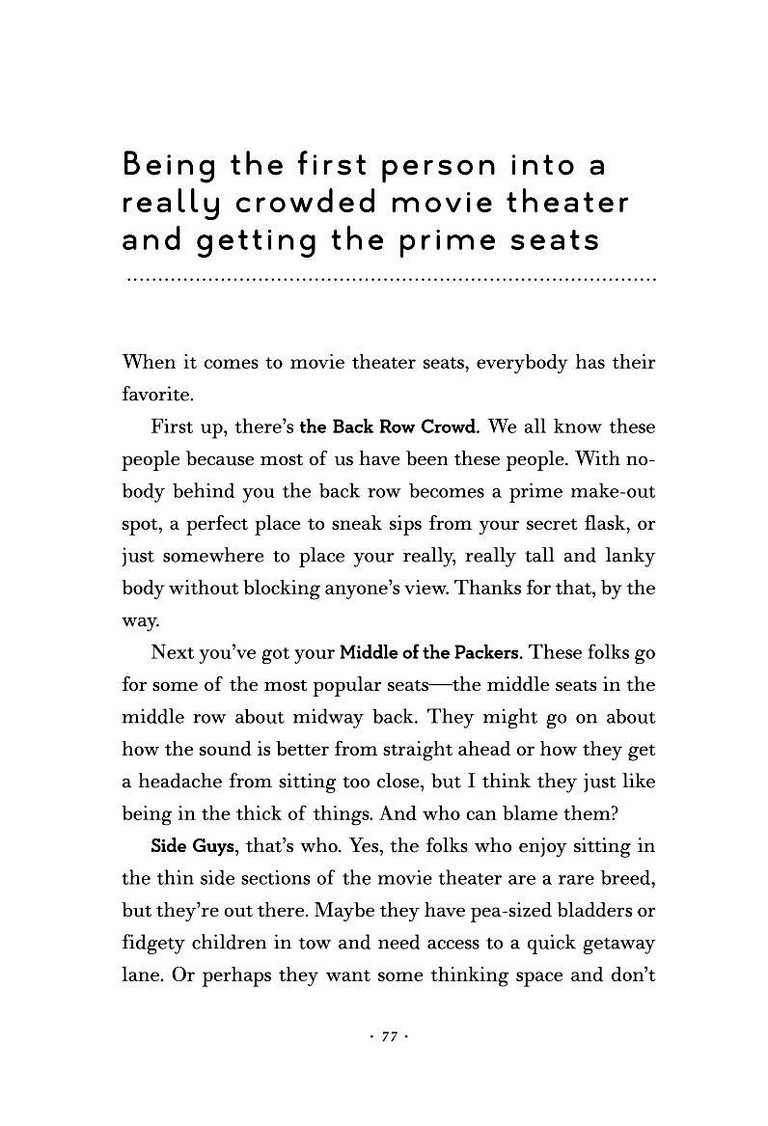 Being the first person into a
really crowded movie theater
and getting the prime seats
When it comes to movie theater seats, everybody has their
favorite.
First up, there’s the Back Row Crowd. We all know these
people because most of us have been these people. With no-
body behind you the back row becomes a prime make-out
spot, a perfect place to sneak sips from your secret flask, or
just somewhere to place your really, really tall and lanky
body without blocking anyone’s view. Thanks for that, by the
way.
Next you’ve got your Middle of the Packers. These folks go
for some of the most popular seats—the middle seats in the
middle row about midway back. They might go on about
how the sound is better from straight ahead or how they get
a headache from sitting too close, but I think they just like
being in the thick of things. And who can blame them?
Side Guys, that’s who. Yes, the folks who enjoy sitting in
the thin side sections of the movie theater are a rare breed,
but they’re out there. Maybe they have pea-sized bladders or
fidgety children in tow and need access to a quick getaway
lane. Or perhaps they want some thinking space and don’t
· 77 ·